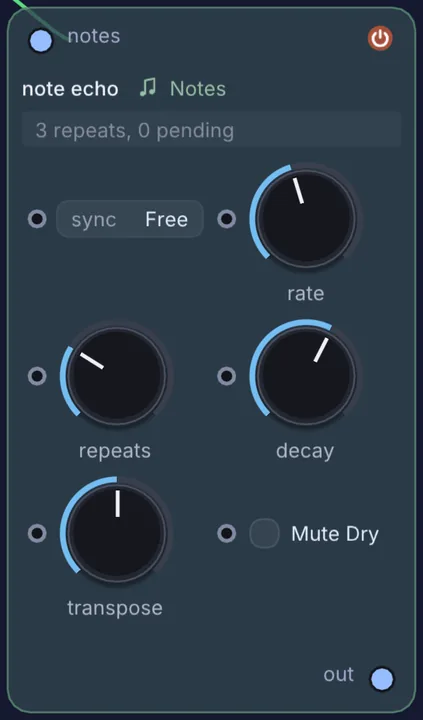 notes
note echo Notes
3 repeats, 0 pending
sync Free
rate
repeats decay
Mute Dry
transpose
out